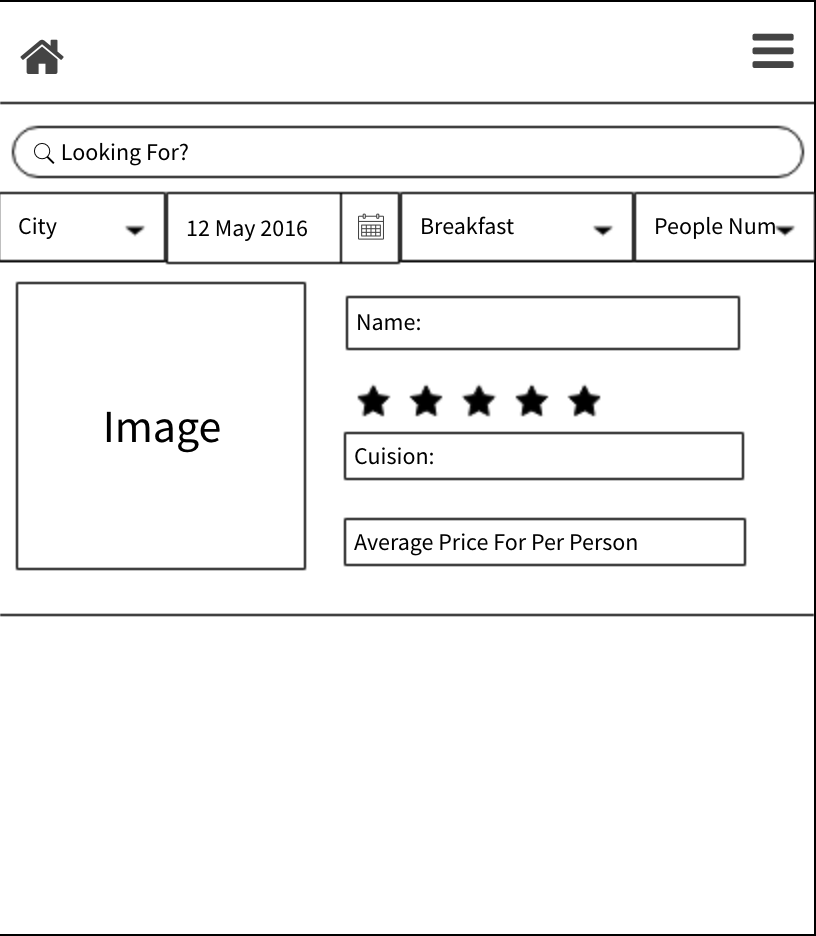 Looking For?
City
12 May 2016
Breakfast
People Num
Image
Name:
Cuision:
Average Price For Per Person